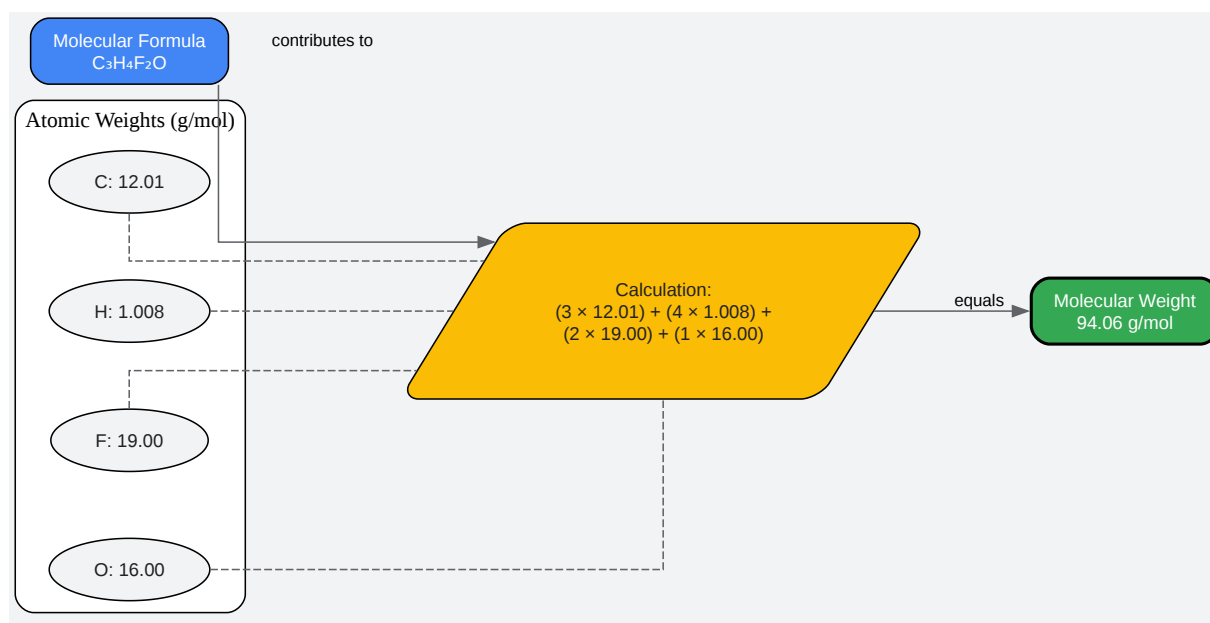 Molecular Formula
C₃H₄F₂O
contributes to
Atomic Weights (g/mol)
C: 12.01
H: 1.008
F: 19.00
O: 16.00
Calculation:
(3 × 12.01) + (4 × 1.008) +
(2 × 19.00) + (1 × 16.00)
equals
Molecular Weight
94.06 g/mol